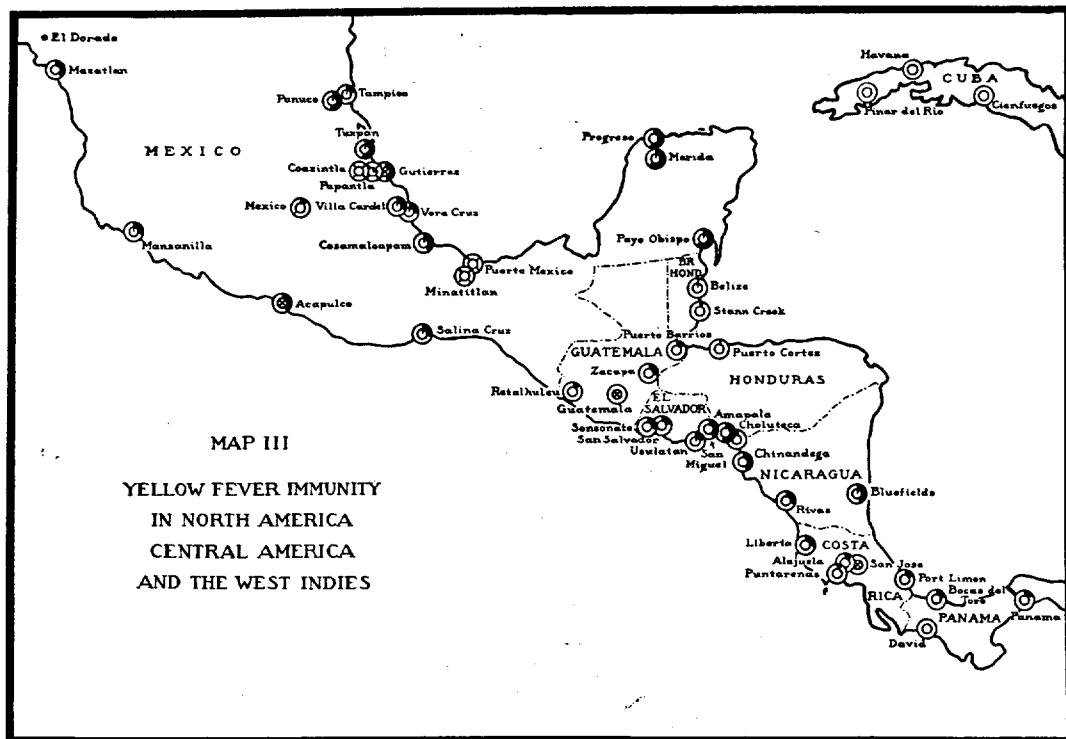 El Dorado
Mazatlan
Havana
CUBA
Cienfuegos
Pinar del Rio
Panuco
Tampico
Tuxpan
MEXICO
Coazintla
Papantla
Gutierrez
Progreso
Merida
Mexico
Villa Cardel
Vera Cruz
Mansanilla
Cosamaloapam
Puerto Mexico
Minatitlan
Payo Obispo
BR
HOND.
Belize
Stann Creek
Acapulco
Salina Cruz
Puerto Barrios
GUATEMALA
Puerto Cortez
Zacapa
HONDURAS
Retalhuleu
Guatemala
EL
SALVADOR
Sonsonate
San Salvador
Usulatan
San
Miguel
Amapala
Choluteca
Chinandega
NICARAGUA
Bluefields
Rivas
MAP III
YELLOW FEVER IMMUNITY
IN NORTH AMERICA
CENTRAL AMERICA
AND THE WEST INDIES
Liberia
COSTA
RICA
Alajuela
San Jose
Puntarenas
Port Limon
Bocas del
Toro
PANAMA
Panama
David